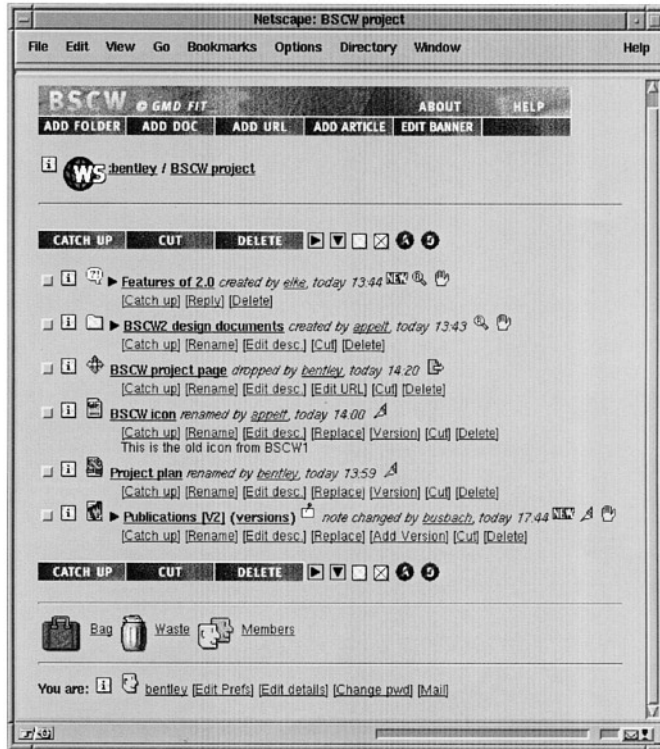 Netscape: BSCW project
File Edit View Go Bookmarks Options Directory Window Help
BSCW © GMD FIT ABOUT HELP
ADD FOLDER ADD DOC ADD URL ADD ARTICLE EDIT BANNER
i WS :bentley / BSCW project
CATCH UP CUT DELETE
i ?! Features of 2.0 created by elke, today 13:44 NEW
[Catch up] [Reply] [Delete]
i BSCW2 design documents created by appelt, today 13:43
[Catch up] [Rename] [Edit desc.] [Cut] [Delete]
i BSCW project page dropped by bentley, today 14:20
[Catch up] [Rename] [Edit desc.] [Edit URL] [Cut] [Delete]
i BSCW icon renamed by appelt, today 14:00
[Catch up] [Rename] [Edit desc.] [Replace] [Version] [Cut] [Delete]
This is the old icon from BSCW1
i Project plan renamed by bentley, today 13:59
[Catch up] [Rename] [Edit desc.] [Replace] [Version] [Cut] [Delete]
i Publications [V2] (versions) note changed by busbach, today 17:44 NEW
[Catch up] [Rename] [Edit desc.] [Replace] [Add Version] [Cut] [Delete]
CATCH UP CUT DELETE
Bag Waste Members
You are: i bentley [Edit Prefs] [Edit details] [Change pwd] [Mail]